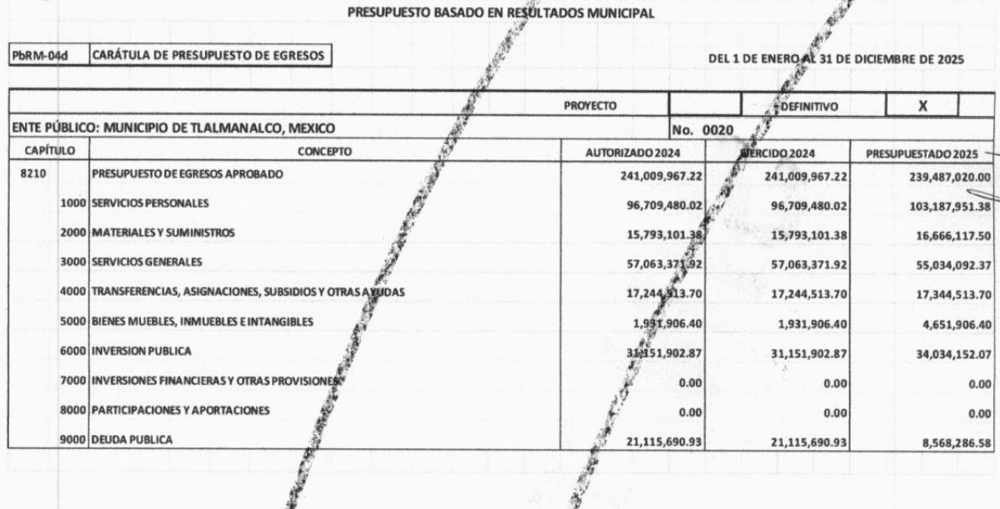 PRESUPUESTO BASADO EN RESULTADOS MUNICIPAL
PbRM-04d CARÁTULA DE PRESUPUESTO DE EGRESOS DEL 1 DE ENERO AL 31 DE DICIEMBRE DE 2025
PROYECTO DEFINITIVO X
ENTE PÚBLICO: MUNICIPIO DE TLALMANALCO, MEXICO No. 0020
CAPÍTULO CONCEPTO AUTORIZADO 2024 EJERCIDO 2024 PRESUPUESTADO 2025
8210 PRESUPUESTO DE EGRESOS APROBADO 241,009,967.22 241,009,967.22 239,487,020.00
1000 SERVICIOS PERSONALES 96,709,480.02 96,709,480.02 103,187,951.38
2000 MATERIALES Y SUMINISTROS 15,793,101.38 15,793,101.38 16,666,117.50
3000 SERVICIOS GENERALES 57,063,371.92 57,063,371.92 55,034,092.37
4000 TRANSFERENCIAS, ASIGNACIONES, SUBSIDIOS Y OTRAS AYUDAS 17,244,513.70 17,244,513.70 17,344,513.70
5000 BIENES MUEBLES, INMUEBLES E INTANGIBLES 1,931,906.40 1,931,906.40 4,651,906.40
6000 INVERSION PUBLICA 31,151,902.87 31,151,902.87 34,034,152.07
7000 INVERSIONES FINANCIERAS Y OTRAS PROVISIONES 0.00 0.00 0.00
8000 PARTICIPACIONES Y APORTACIONES 0.00 0.00 0.00
9000 DEUDA PUBLICA 21,115,690.93 21,115,690.93 8,568,286.58